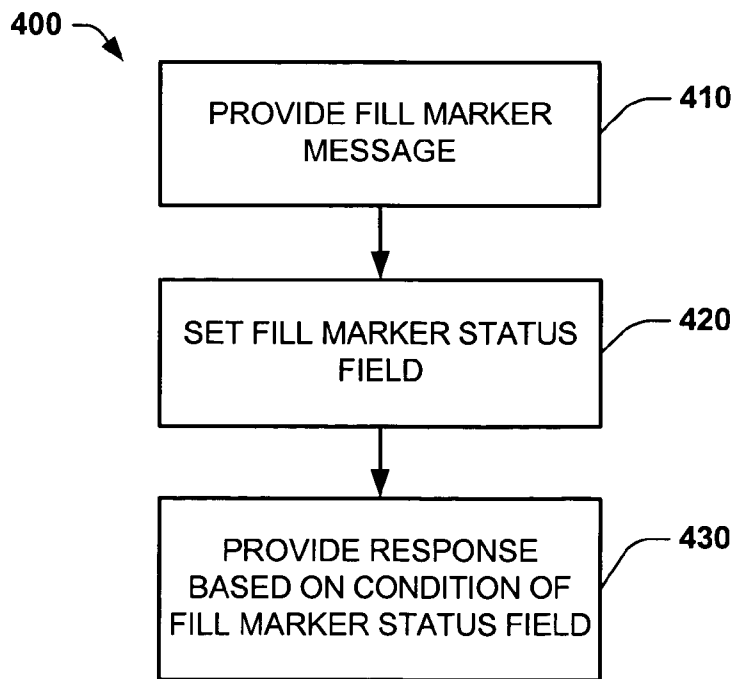 400
PROVIDE FILL MARKER
MESSAGE
410
SET FILL MARKER STATUS
FIELD
420
PROVIDE RESPONSE
BASED ON CONDITION OF
FILL MARKER STATUS FIELD
430